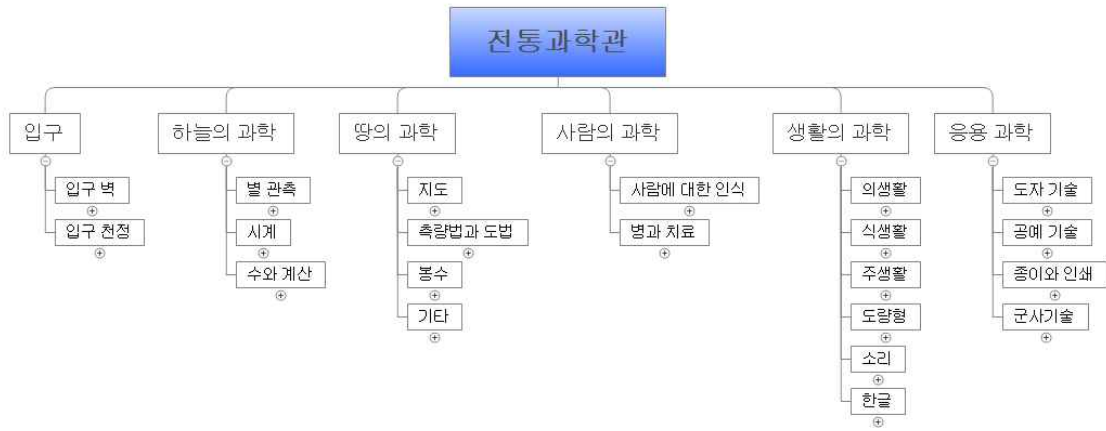 전통과학관
입구
입구 벽
입구 천정
하늘의 과학
별 관측
시계
수와 계산
땅의 과학
지도
측량법과 도법
봉수
기타
사람의 과학
사람에 대한 인식
병과 치료
생활의 과학
의생활
식생활
주생활
도량형
소리
한글
응용 과학
도자 기술
공예 기술
종이와 인쇄
군사기술